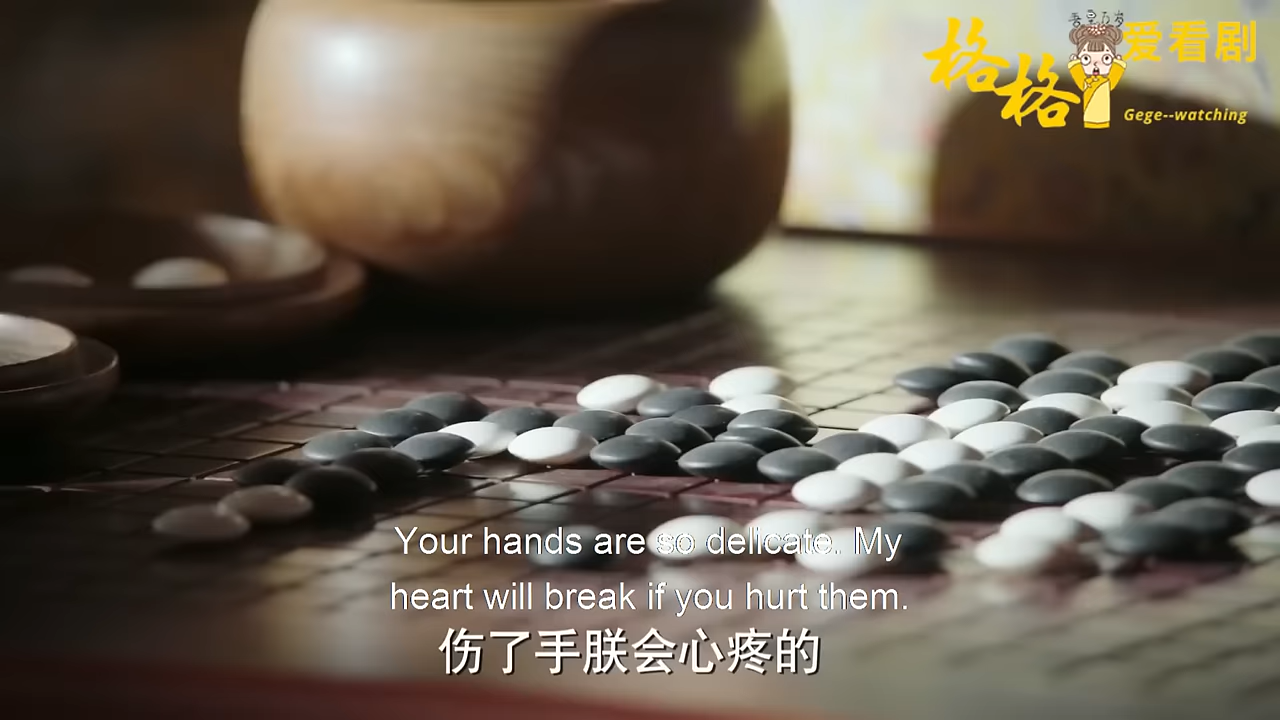 格格爱看剧
Gege--watching
Your hands are so delicate. My
heart will break if you hurt them.
伤了手朕会心疼的